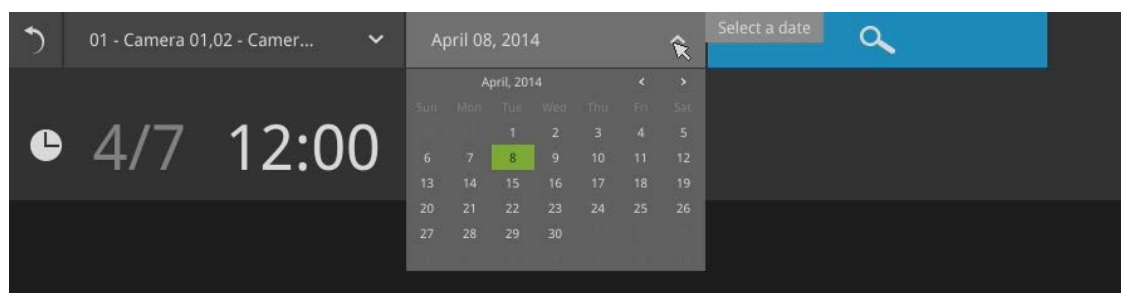 01 - Camera 01,02 - Camer...
April 08, 2014
Select a date
April, 2014
Sun Mon Tue Wed Thu Fri Sat
1 2 3 4 5
4/7 12:00
6 7 8 9 10 11 12
13 14 15 16 17 18 19
20 21 22 23 24 25 26
27 28 29 30